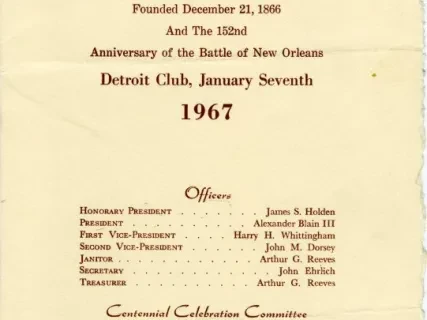 Founded December 21, 1866
And The 152nd
Anniversary of the Battle of New Orleans
Detroit Club, January Seventh
1967
Officers
Honorary President . . . . . . . James S. Holden
President . . . . . . . . . . Alexander Blain III
First Vice-President . . . . Harry H. Whittingham
Second Vice-President . . . . . . John M. Dorsey
Janitor . . . . . . . . . . . . Arthur G. Reeves
Secretary . . . . . . . . . . . . John Ehrlich
Treasurer . . . . . . . . . . . Arthur G. Reeves
Centennial Celebration Committee